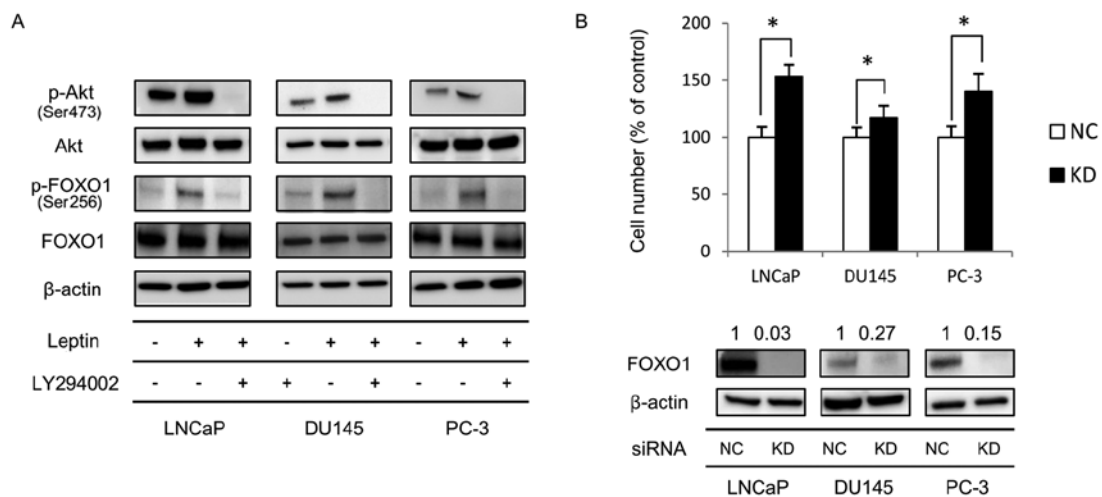 A
p-Akt
(Ser473)
Akt
p-FOXO1
(Ser256)
FOXO1
β-actin
Leptin - + + - + + - + +
LY294002 - - + + - + - - +
LNCaP DU145 PC-3
B
Cell number (% of control)
200
150
100
50
0
* * *
NC
KD
LNCaP DU145 PC-3
1 0.03 1 0.27 1 0.15
FOXO1
β-actin
siRNA NC KD NC KD NC KD
LNCaP DU145 PC-3